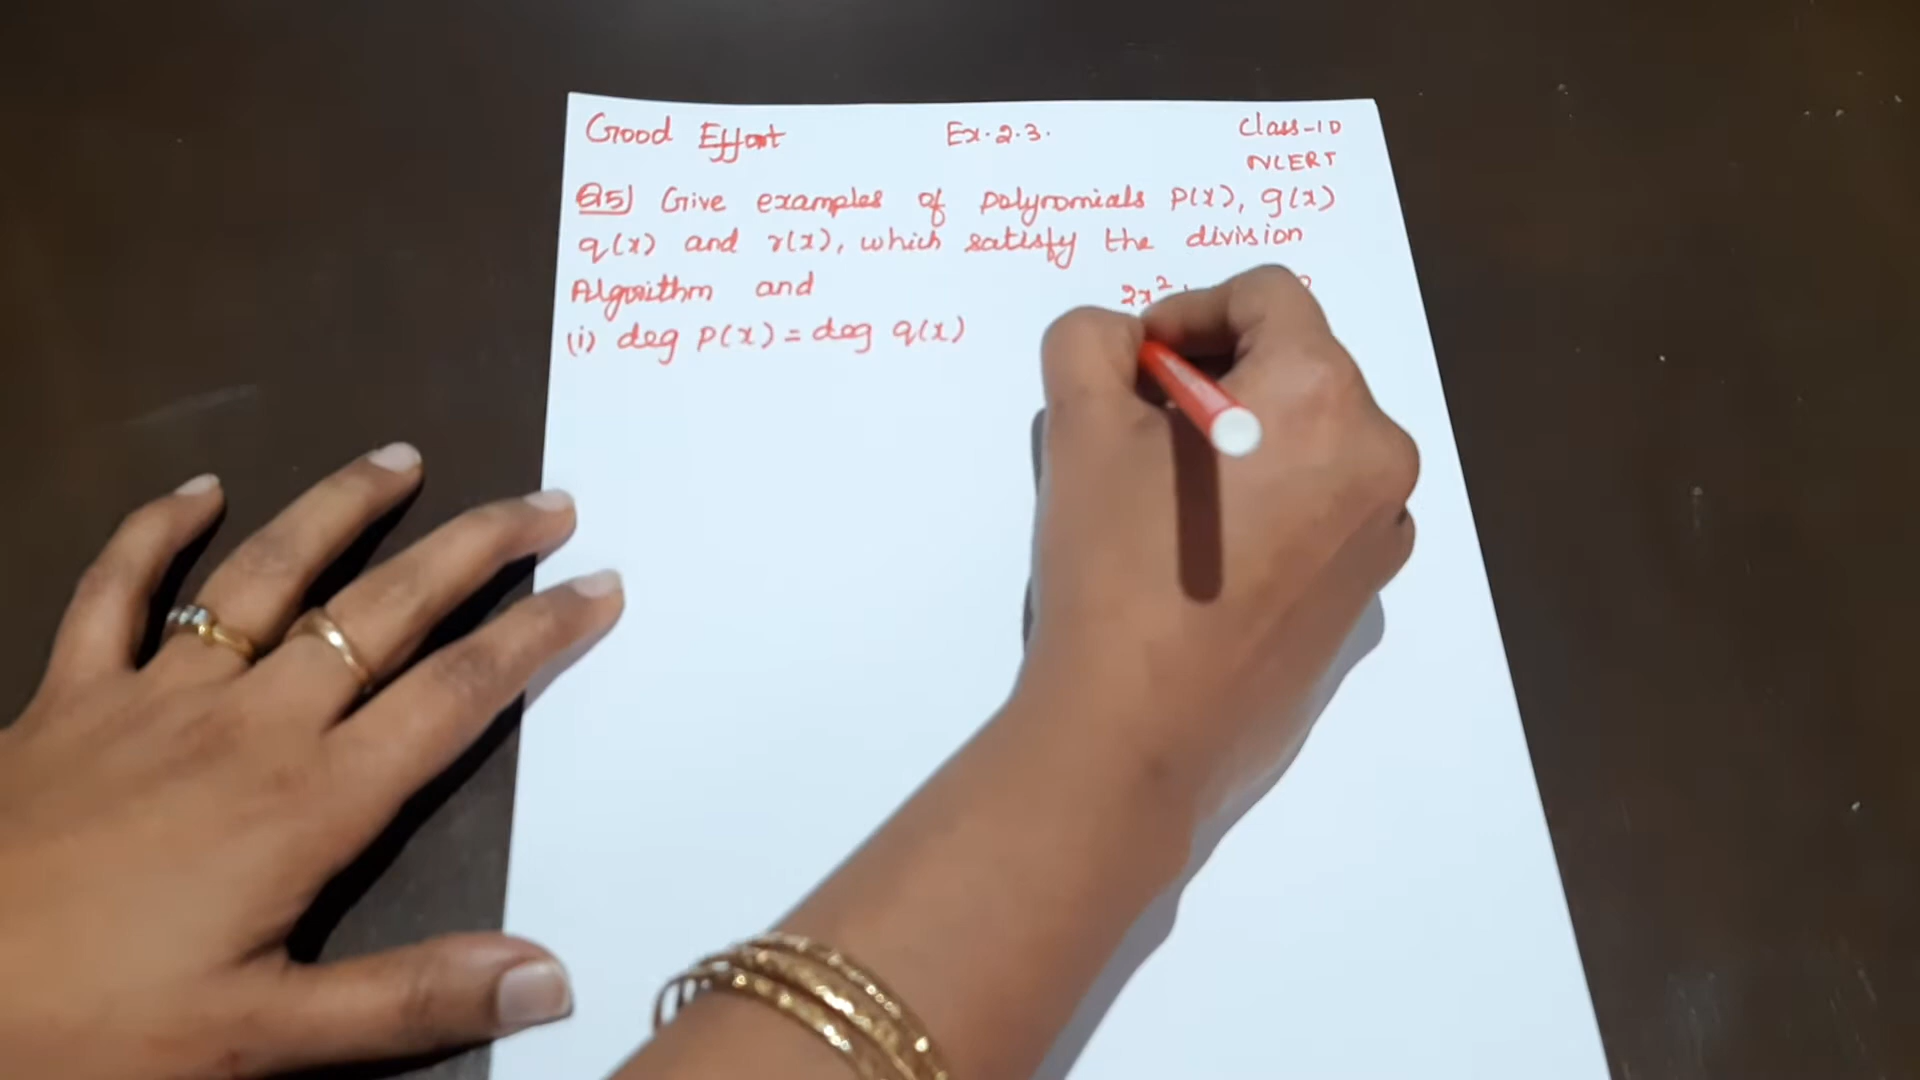 Good Effort Ex.2.3. Class-10
NCERT
Q5) Give examples of polynomials P(x), g(x)
q(x) and r(x), which satisfy the division
Algorithm and 2x²
(i) deg P(x) = deg q(x)